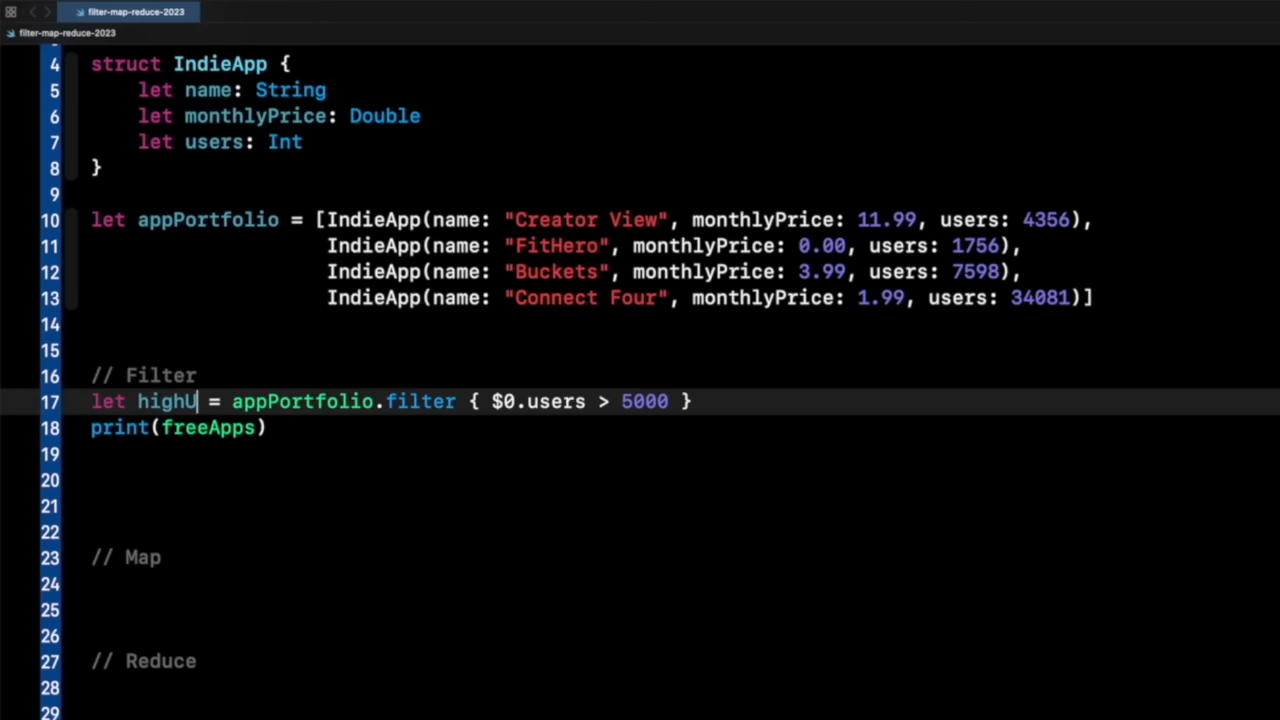 filter-map-reduce-2023
filter-map-reduce-2023
4 struct IndieApp {
5 let name: String
6 let monthlyPrice: Double
7 let users: Int
8 }
9
10 let appPortfolio = [IndieApp(name: "Creator View", monthlyPrice: 11.99, users: 4356),
11 IndieApp(name: "FitHero", monthlyPrice: 0.00, users: 1756),
12 IndieApp(name: "Buckets", monthlyPrice: 3.99, users: 7598),
13 IndieApp(name: "Connect Four", monthlyPrice: 1.99, users: 34081)]
14
15
16 // Filter
17 let highU = appPortfolio.filter { $0.users > 5000 }
18 print(freeApps)
19
20
21
22
23 // Map
24
25
26
27 // Reduce
28
29